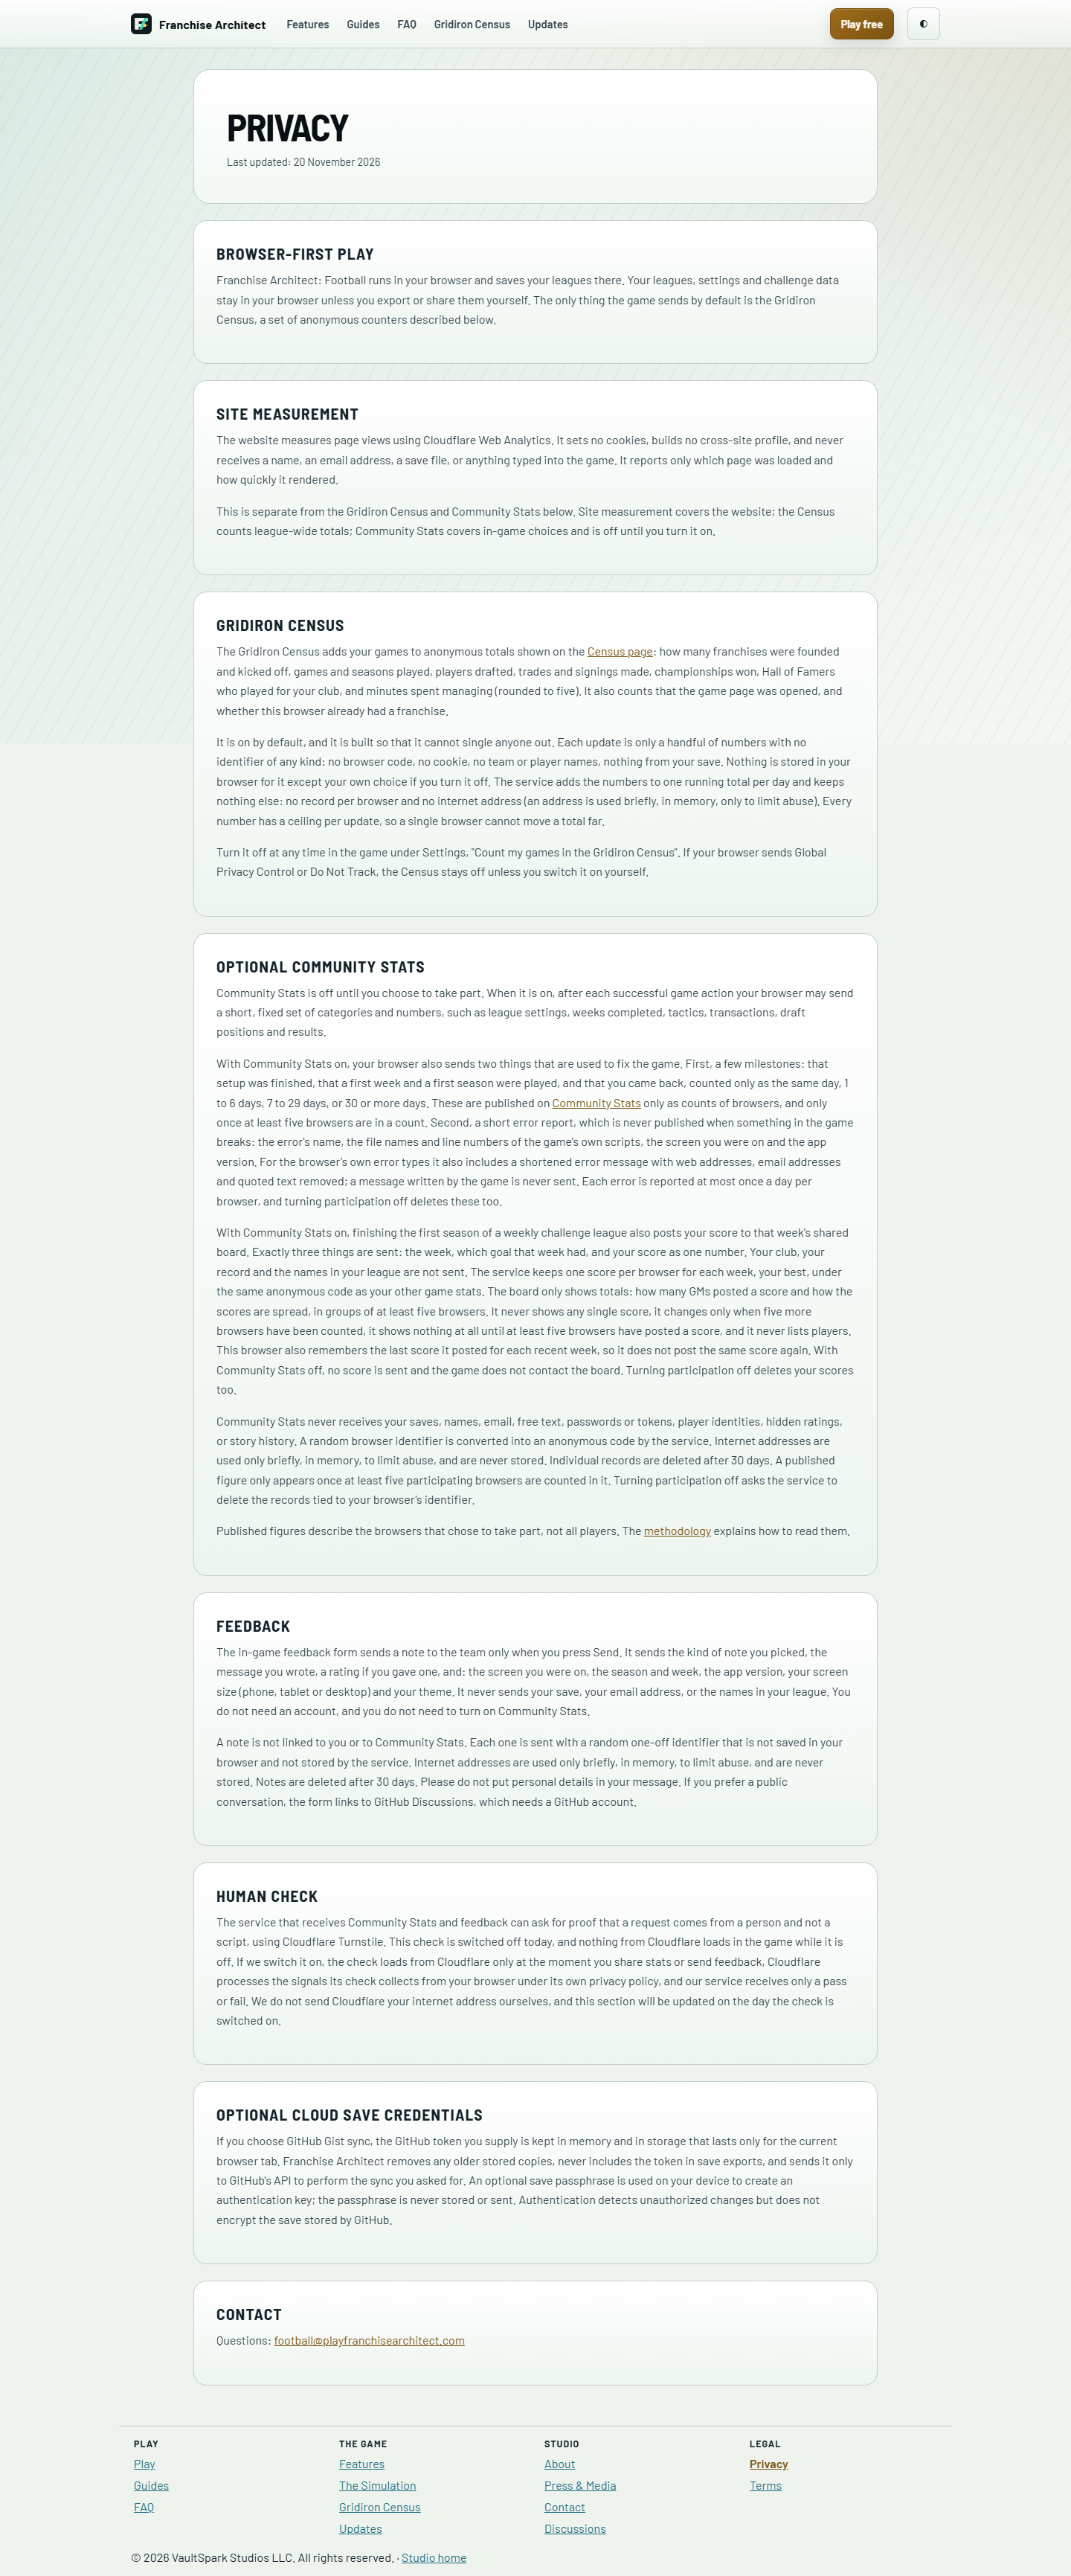 Franchise Architect Features Guides FAQ Gridiron Census Updates Play free
PRIVACY
Last updated: 20 November 2026
BROWSER-FIRST PLAY
Franchise Architect: Football runs in your browser and saves your leagues there. Your leagues, settings and challenge data
stay in your browser unless you export or share them yourself. The only thing the game sends by default is the Gridiron
Census, a set of anonymous counters described below.
SITE MEASUREMENT
The website measures page views using Cloudflare Web Analytics. It sets no cookies, builds no cross-site profile, and never
receives a name, an email address, a save file, or anything typed into the game. It reports only which page was loaded and
how quickly it rendered.
This is separate from the Gridiron Census and Community Stats below. Site measurement covers the website; the Census
counts league-wide totals; Community Stats covers in-game choices and is off until you turn it on.
GRIDIRON CENSUS
The Gridiron Census adds your games to anonymous totals shown on the Census page: how many franchises were founded
and kicked off, games and seasons played, players drafted, trades and signings made, championships won, Hall of Famers
who played for your club, and minutes spent managing (rounded to five). It also counts that the game page was opened, and
whether this browser already had a franchise.
It is on by default, and it is built so that it cannot single anyone out. Each update is only a handful of numbers with no
identifier of any kind: no browser code, no cookie, no team or player names, nothing from your save. Nothing is stored in your
browser for it except your own choice if you turn it off. The service adds the numbers to one running total per day and keeps
nothing else: no record per browser and no internet address (an address is used briefly, in memory, only to limit abuse). Every
number has a ceiling per update, so a single browser cannot move a total far.
Turn it off at any time in the game under Settings, "Count my games in the Gridiron Census". If your browser sends Global
Privacy Control or Do Not Track, the Census stays off unless you switch it on yourself.
OPTIONAL COMMUNITY STATS
Community Stats is off until you choose to take part. When it is on, after each successful game action your browser may send
a short, fixed set of categories and numbers, such as league settings, weeks completed, tactics, transactions, draft
positions and results.
With Community Stats on, your browser also sends two things that are used to fix the game. First, a few milestones: that
setup was finished, that a first week and a first season were played, and that you came back, counted only as the same day, 1
to 6 days, 7 to 29 days, or 30 or more days. These are published on Community Stats only as counts of browsers, and only
once at least five browsers are in a count. Second, a short error report, which is never published when something in the game
breaks: the error's name, the file names and line numbers of the game's own scripts, the screen you were on and the app
version. For the browser's own error types it also includes a shortened error message with web addresses, email addresses
and quoted text removed; a message written by the game is never sent. Each error is reported at most once a day per
browser, and turning participation off deletes these too.
With Community Stats on, finishing the first season of a weekly challenge league also posts your score to that week's shared
board. Exactly three things are sent: the week, which goal that week had, and your score as one number. Your club, your
record and the names in your league are not sent. The service keeps one score per browser for each week, your best, under
the same anonymous code as your other game stats. The board only shows totals: how many GMs posted a score and how the
scores are spread, in groups of at least five browsers. It never shows any single score, it changes only when five more
browsers have been counted, it shows nothing at all until at least five browsers have posted a score, and it never lists players.
This browser also remembers the last score it posted for each recent week, so it does not post the same score again. With
Community Stats off, no score is sent and the game does not contact the board. Turning participation off deletes your scores
too.
Community Stats never receives your saves, names, email, free text, passwords or tokens, player identities, hidden ratings,
or story history. A random browser identifier is converted into an anonymous code by the service. Internet addresses are
used only briefly, in memory, to limit abuse, and are never stored. Individual records are deleted after 30 days. A published
figure only appears once at least five participating browsers are counted in it. Turning participation off asks the service to
delete the records tied to your browser's identifier.
Published figures describe the browsers that chose to take part, not all players. The methodology explains how to read them.
FEEDBACK
The in-game feedback form sends a note to the team only when you press Send. It sends the kind of note you picked, the
message you wrote, a rating if you gave one, and: the screen you were on, the season and week, the app version, your screen
size (phone, tablet or desktop) and your theme. It never sends your save, your email address, or the names in your league. You
do not need an account, and you do not need to turn on Community Stats.
A note is not linked to you or to Community Stats. Each one is sent with a random one-off identifier that is not saved in your
browser and not stored by the service. Internet addresses are used only briefly, in memory, to limit abuse, and are never
stored. Notes are deleted after 30 days. Please do not put personal details in your message. If you prefer a public
conversation, the form links to GitHub Discussions, which needs a GitHub account.
HUMAN CHECK
The service that receives Community Stats and feedback can ask for proof that a request comes from a person and not a
script, using Cloudflare Turnstile. This check is switched off today, and nothing from Cloudflare loads in the game while it is
off. If we switch it on, the check loads from Cloudflare only at the moment you share stats or send feedback, Cloudflare
processes the signals its check collects from your browser under its own privacy policy, and our service receives only a pass
or fail. We do not send Cloudflare your internet address ourselves, and this section will be updated on the day the check is
switched on.
OPTIONAL CLOUD SAVE CREDENTIALS
If you choose GitHub Gist sync, the GitHub token you supply is kept in memory and in storage that lasts only for the current
browser tab. Franchise Architect removes any older stored copies, never includes the token in save exports, and sends it only
to GitHub's API to perform the sync you asked for. An optional save passphrase is used on your device to create an
authentication key; the passphrase is never stored or sent. Authentication detects unauthorized changes but does not
encrypt the save stored by GitHub.
CONTACT
Questions: football@playfranchisearchitect.com
PLAY
Play
Guides
FAQ
THE GAME
Features
The Simulation
Gridiron Census
Updates
STUDIO
About
Press & Media
Contact
Discussions
LEGAL
Privacy
Terms
© 2026 VaultSpark Studios LLC. All rights reserved. · Studio home